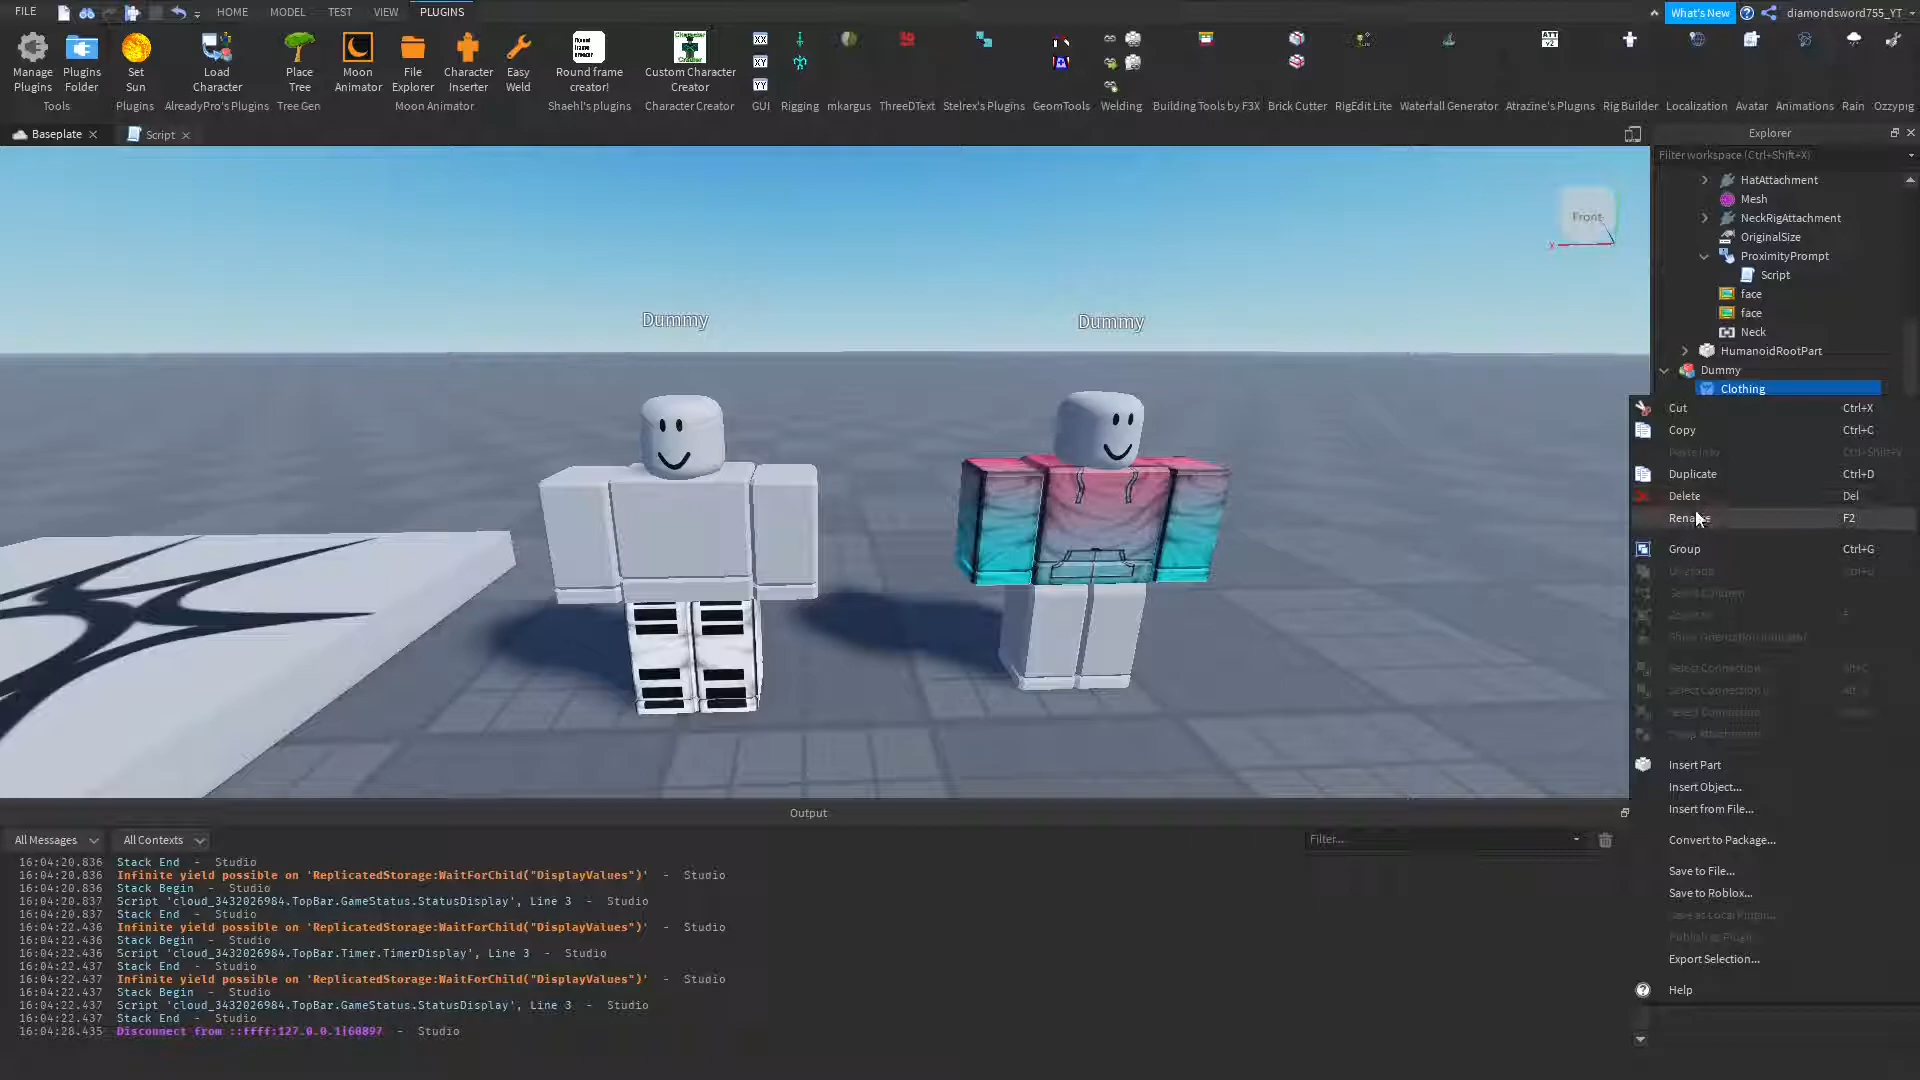 FILE HOME MODEL TEST VIEW PLUGINS What's New diamondsword755_YT
Manage Plugins Plugins Folder Set Sun Load Character Place Tree Moon Animator File Explorer Character Inserter Easy Weld Round frame creator! Custom Character Creator
Tools Plugins AlreadyPro's Plugins Tree Gen Moon Animator Shaehl's plugins Character Creator GUI Rigging mkargus ThreeDText Stelrex's Plugins GeomTools Welding Building Tools by F3X Brick Cutter RigEdit Lite Waterfall Generator Atrazine's Plugins Rig Builder Localization Avatar Animations Rain Ozzypig
Baseplate Script
Explorer
Filter workspace (Ctrl+Shift+X)
HatAttachment
Mesh
NeckRigAttachment
OriginalSize
ProximityPrompt
Script
face
face
Neck
HumanoidRootPart
Dummy
Clothing
Front
Dummy
Dummy
Cut Ctrl+X
Copy Ctrl+C
Duplicate Ctrl+D
Delete Del
Rename F2
Group Ctrl+G
Insert Part
Insert Object...
Insert from File...
Convert to Package...
Save to File...
Save to Roblox...
Export Selection...
Help
Output
All Messages All Contexts Filter...
16:04:20.836 Stack End - Studio
16:04:20.836 Infinite yield possible on 'ReplicatedStorage:WaitForChild("DisplayValues")' - Studio
16:04:20.836 Stack Begin - Studio
16:04:20.837 Script 'cloud_3432026984.TopBar.GameStatus.StatusDisplay', Line 3 - Studio
16:04:20.837 Stack End - Studio
16:04:22.436 Infinite yield possible on 'ReplicatedStorage:WaitForChild("DisplayValues")' - Studio
16:04:22.436 Stack Begin - Studio
16:04:22.436 Script 'cloud_3432026984.TopBar.Timer.TimerDisplay', Line 3 - Studio
16:04:22.437 Stack End - Studio
16:04:22.437 Infinite yield possible on 'ReplicatedStorage:WaitForChild("DisplayValues")' - Studio
16:04:22.437 Stack Begin - Studio
16:04:22.437 Script 'cloud_3432026984.TopBar.GameStatus.StatusDisplay', Line 3 - Studio
16:04:22.437 Stack End - Studio
16:04:28.435 Disconnect from ::ffff:127.0.0.1|60897 - Studio